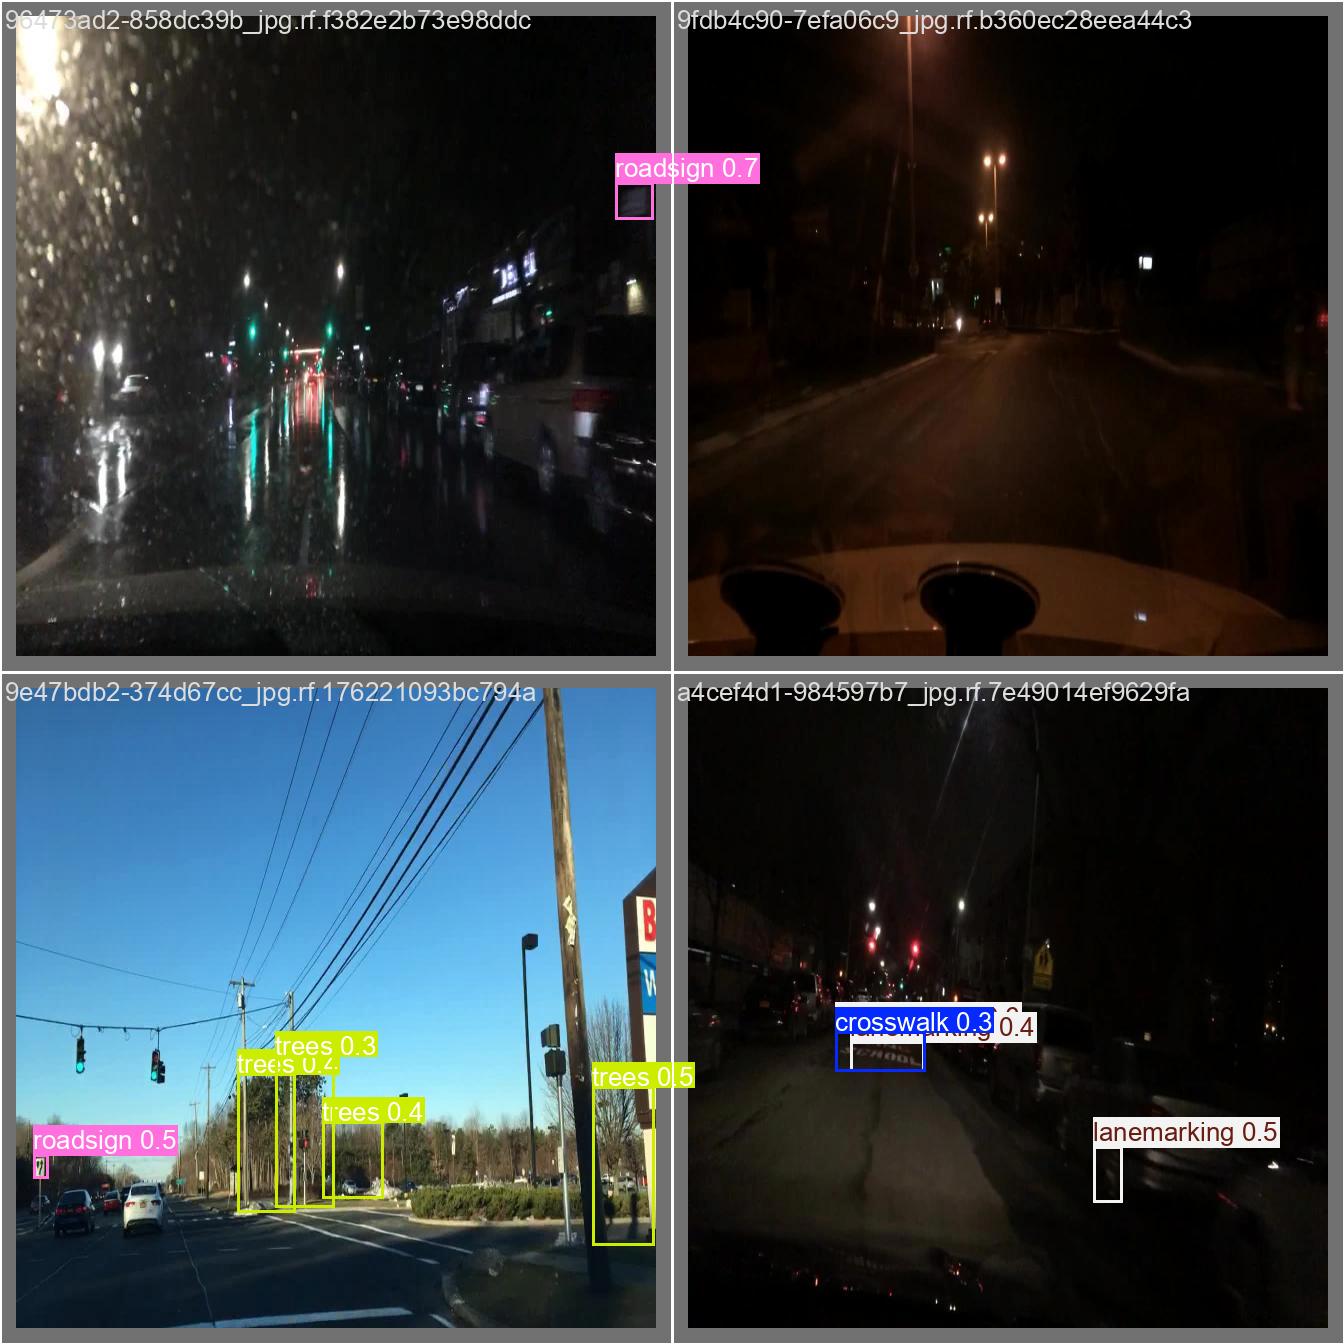 96473ad2-858dc39b_jpg.rf.f382e2b73e98ddc
9fdb4c90-7efa06c9_jpg.rf.b360ec28eea44c3
roadsign 0.7
9e47bdb2-374d67cc_jpg.rf.176221093bc794a
a4cef4d1-984597b7_jpg.rf.7e49014ef9629fa
B
W
trees 0.3
trees 0.4
trees 0.5
trees 0.4
roadsign 0.5
crosswalk 0.3
lanemarking 0.4
lanemarking 0.5